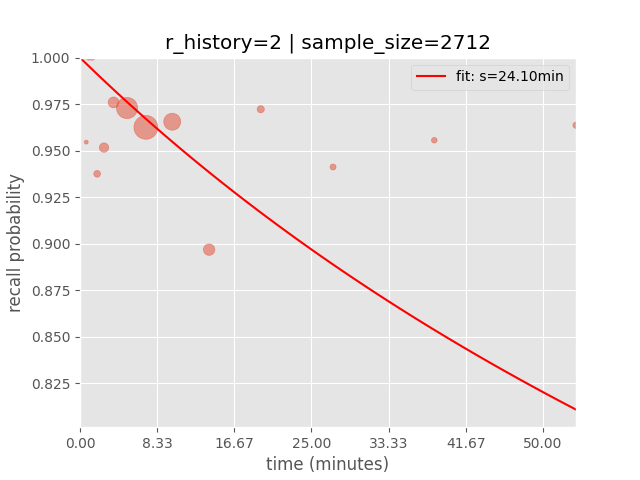 r_history=2 | sample_size=2712
fit: s=24.10min
1.000
0.975
0.950
0.925
0.900
0.875
0.850
0.825
recall probability
0.00 8.33 16.67 25.00 33.33 41.67 50.00
time (minutes)